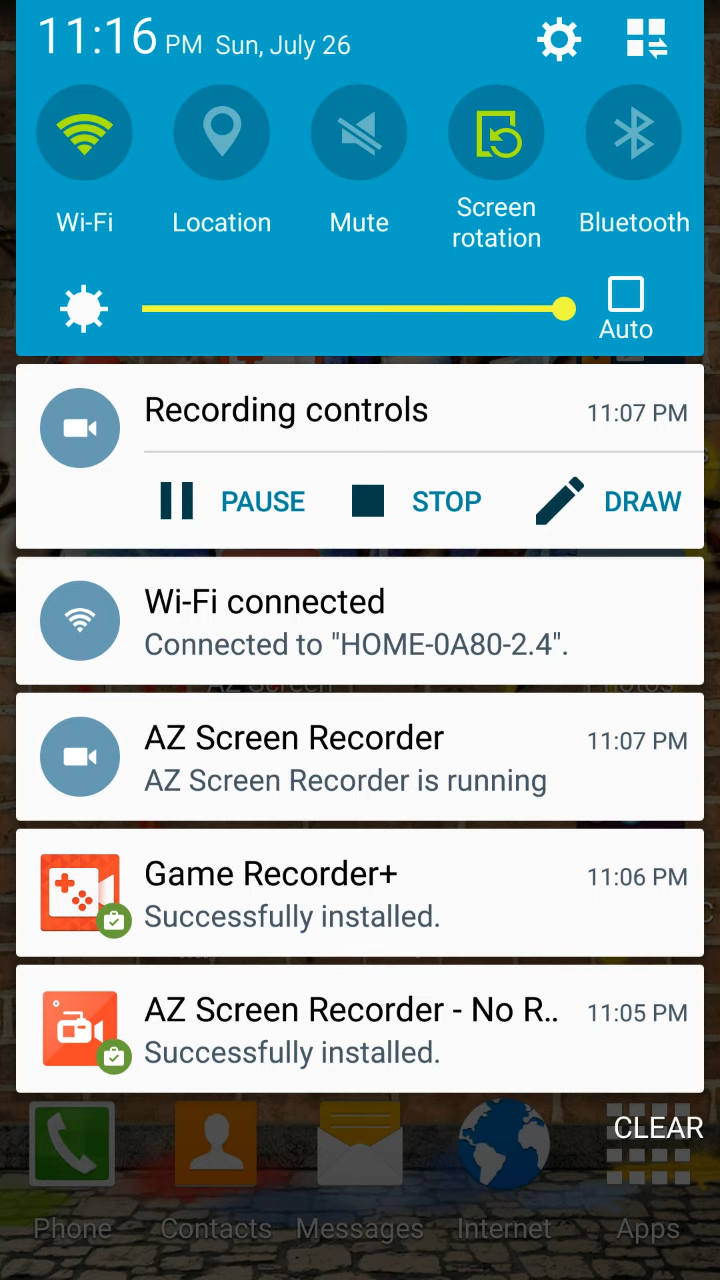 11:16 PM Sun, July 26
Wi-Fi Location Mute Screen rotation Bluetooth
Auto
Recording controls 11:07 PM
PAUSE STOP DRAW
Wi-Fi connected
Connected to "HOME-0A80-2.4".
AZ Screen Recorder 11:07 PM
AZ Screen Recorder is running
Game Recorder+ 11:06 PM
Successfully installed.
AZ Screen Recorder - No R.. 11:05 PM
Successfully installed.
CLEAR
Phone Contacts Messages Internet Apps